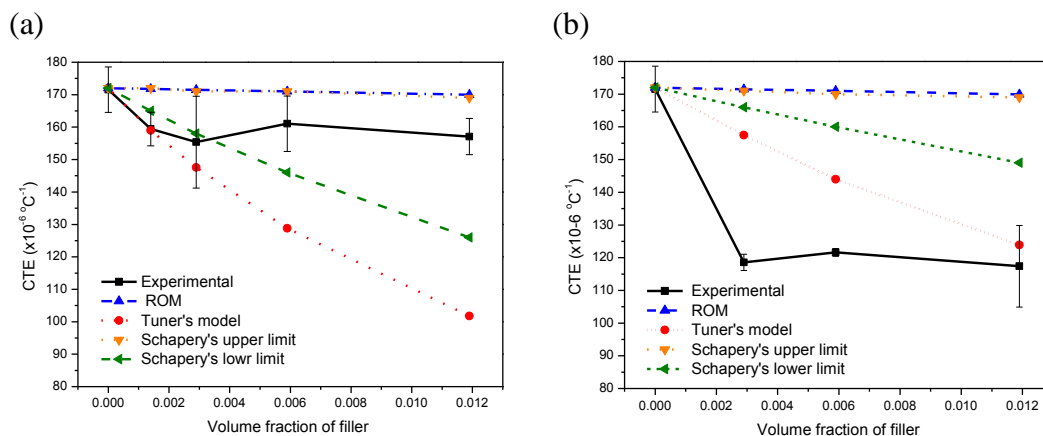 (a)
(b)
180
170
160
150
140
130
120
110
100
90
80
CTE (x10⁻⁶ °C⁻¹)
Experimental
ROM
Tuner's model
Schapery's upper limit
Schapery's lowr limit
0.000 0.002 0.004 0.006 0.008 0.010 0.012
Volume fraction of filler
180
170
160
150
140
130
120
110
100
90
80
CTE (x10-6 °C⁻¹)
Experimental
ROM
Tuner's model
Schapery's upper limit
Schapery's lower limit
0.000 0.002 0.004 0.006 0.008 0.010 0.012
Volume fraction of filler